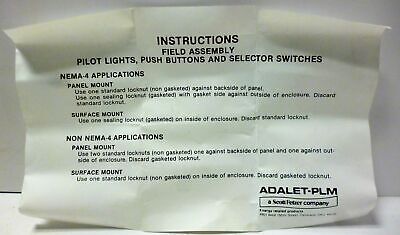 INSTRUCTIONS
FIELD ASSEMBLY
PILOT LIGHTS, PUSH BUTTONS AND SELECTOR SWITCHES
NEMA-4 APPLICATIONS
PANEL MOUNT
Use one standard locknut (non gasketed) against backside of panel.
Use one sealing locknut (gasketed) with gasket side against outside of enclosure. Discard
standard locknut.
SURFACE MOUNT
Use one sealing locknut (gasketed) on inside of enclosure. Discard standard locknut.
NON NEMA-4 APPLICATIONS
PANEL MOUNT
Use two standard locknuts (non gasketed) one against backside of panel and one against out-
side of enclosure. Discard gasketed locknut.
SURFACE MOUNT
Use one standard locknut (non gasketed) on inside of enclosure. Discard gasketed locknut.
ADALET-PLM
a Scott Fetzer company
Energy related products